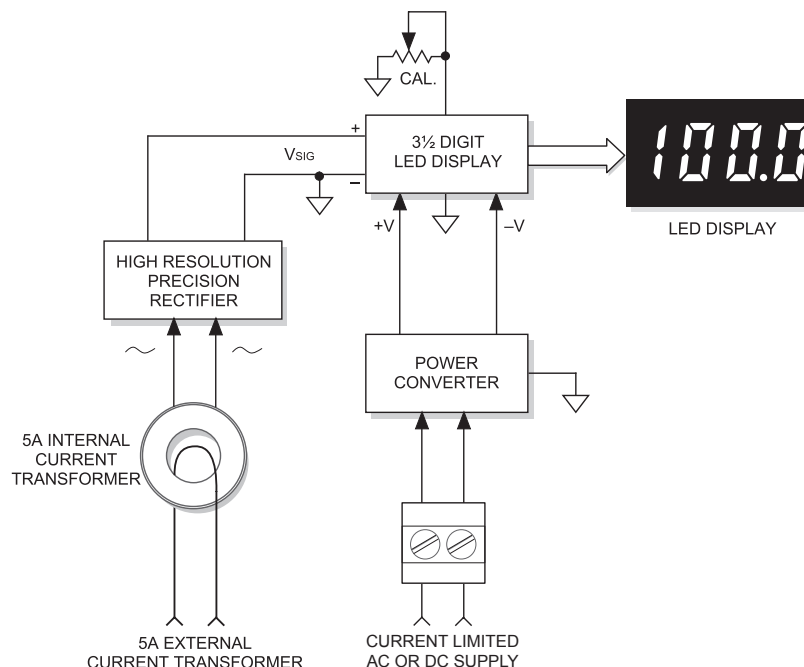 CAL.
+
3½ DIGIT
LED DISPLAY
VSIG
–
100.0
LED DISPLAY
+V
–V
HIGH RESOLUTION
PRECISION
RECTIFIER
POWER
CONVERTER
5A INTERNAL
CURRENT
TRANSFORMER
5A EXTERNAL
CURRENT TRANSFORMER
CURRENT LIMITED
AC OR DC SUPPLY